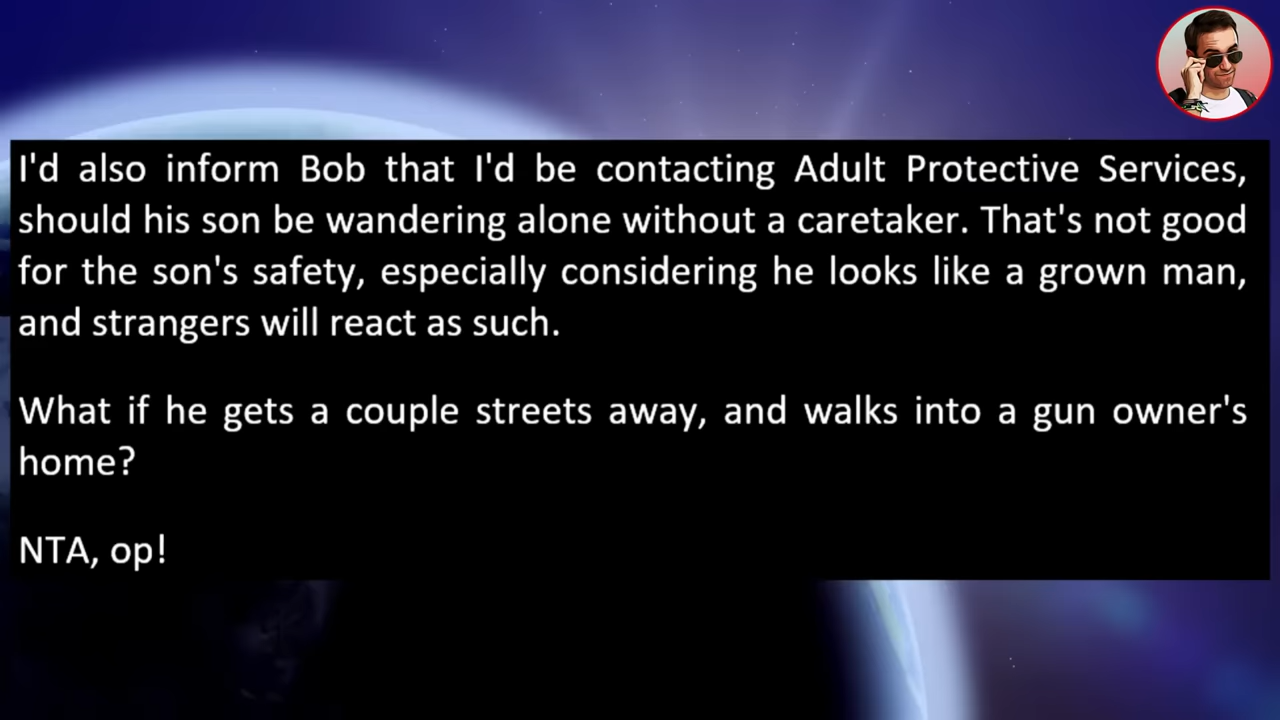 I'd also inform Bob that I'd be contacting Adult Protective Services,
should his son be wandering alone without a caretaker. That's not good
for the son's safety, especially considering he looks like a grown man,
and strangers will react as such.
What if he gets a couple streets away, and walks into a gun owner's
home?
NTA, op!